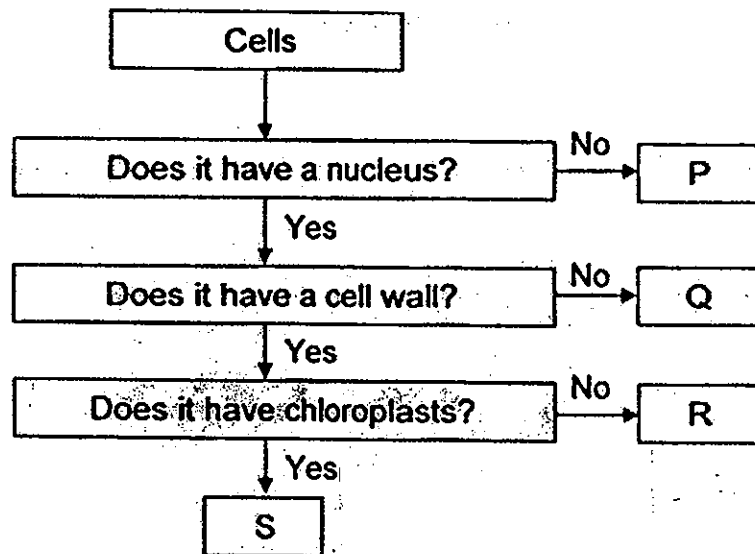 Cells
Does it have a nucleus?
No
P
Yes
Does it have a cell wall?
No
Q
Yes
Does it have chloroplasts?
No
R
Yes
S